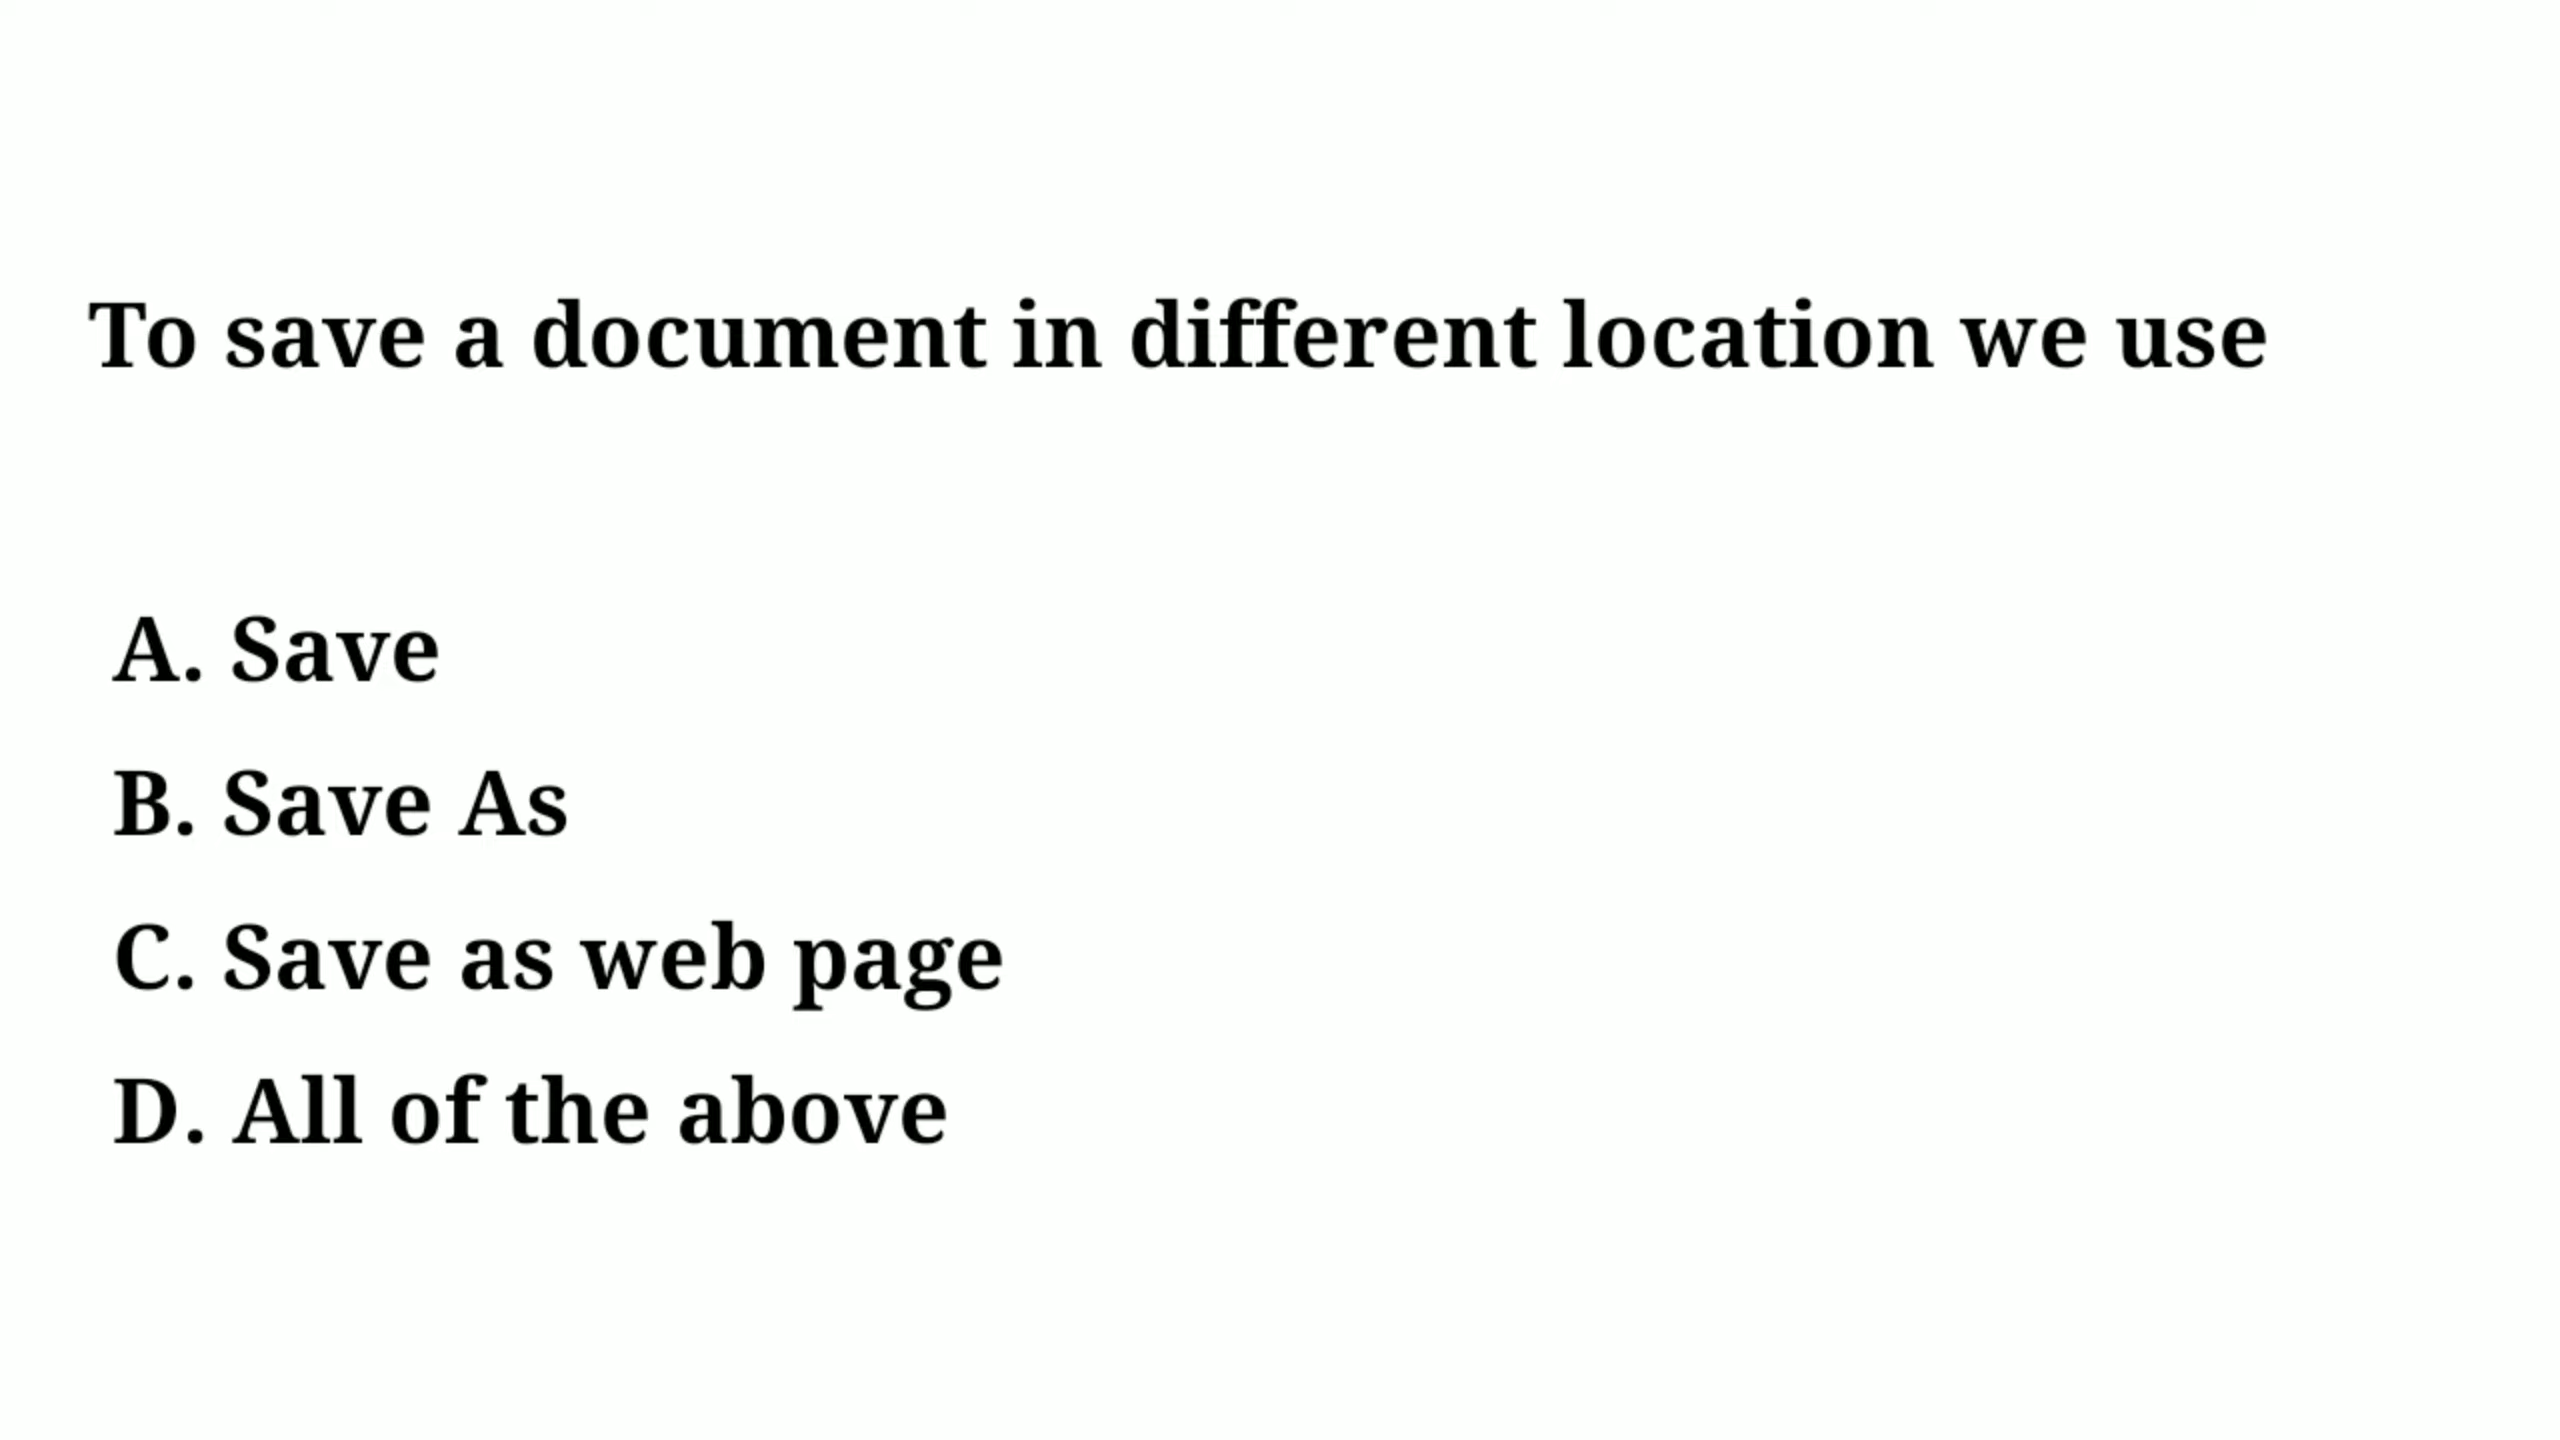 To save a document in different location we use
A. Save
B. Save As
C. Save as web page
D. All of the above